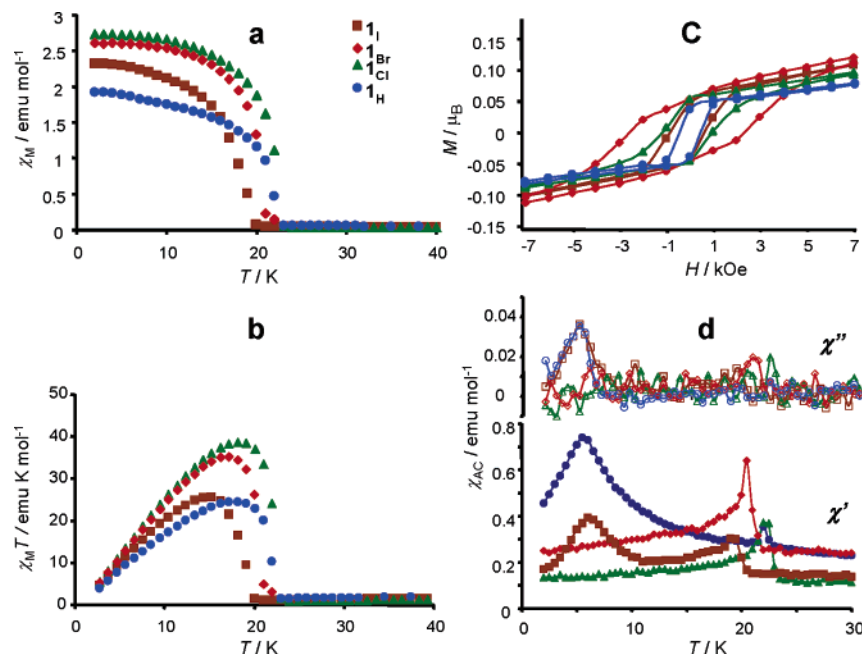 a
1I
1Br
1Cl
1H
χM / emu mol-1
3
2.5
2
1.5
1
0.5
0
0 10 20 30 40
T / K
C
M / μB
0.15
0.10
0.05
0
-0.05
-0.10
-0.15
-7 -5 -3 -1 1 3 5 7
H / kOe
b
χMT / emu K mol-1
50
40
30
20
10
0
0 10 20 30 40
T / K
d
χ''
0.04
0.02
0
χAC / emu mol-1
0.8
0.6
0.4
0.2
0
χ'
0 10 20 30
T / K